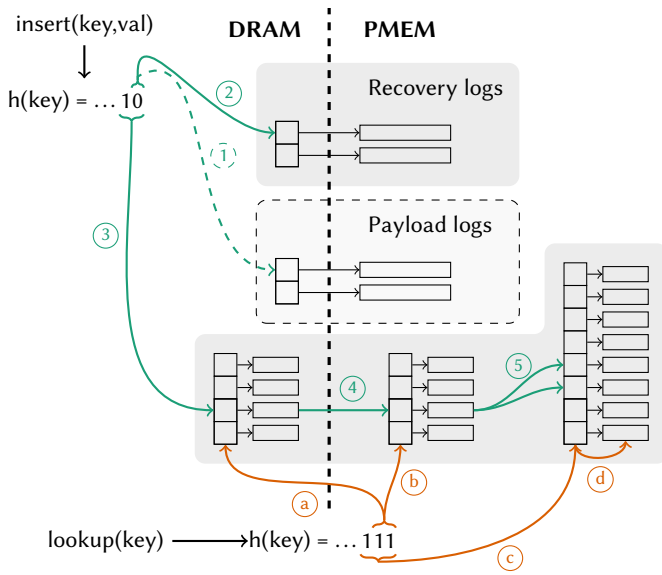 insert(key,val)
DRAM
PMEM
h(key) = …10
2
Recovery logs
1
Payload logs
3
4
5
a
b
d
lookup(key)
h(key) = …111
c